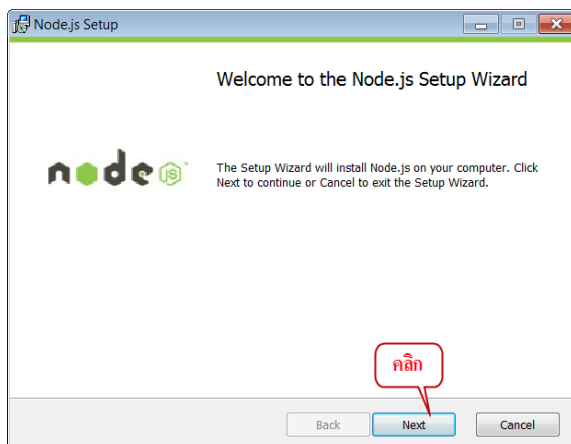 Node.js Setup
Welcome to the Node.js Setup Wizard
node JS
The Setup Wizard will install Node.js on your computer. Click
Next to continue or Cancel to exit the Setup Wizard.
คลิก
Back Next Cancel